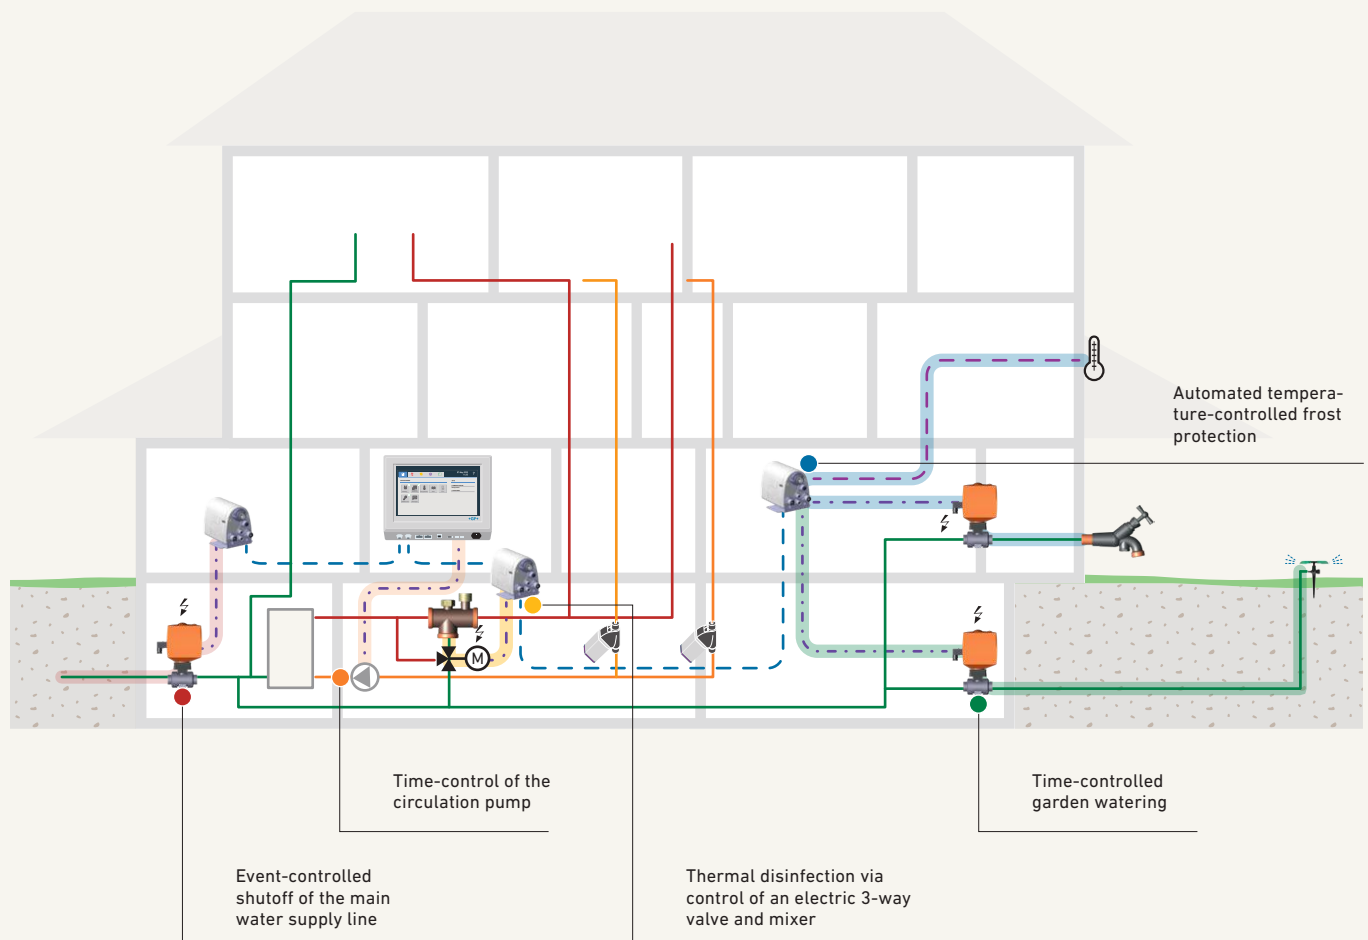 Automated tempera-
ture-controlled frost
protection
M
Time-control of the
circulation pump
Time-controlled
garden watering
Event-controlled
shutoff of the main
water supply line
Thermal disinfection via
control of an electric 3-way
valve and mixer